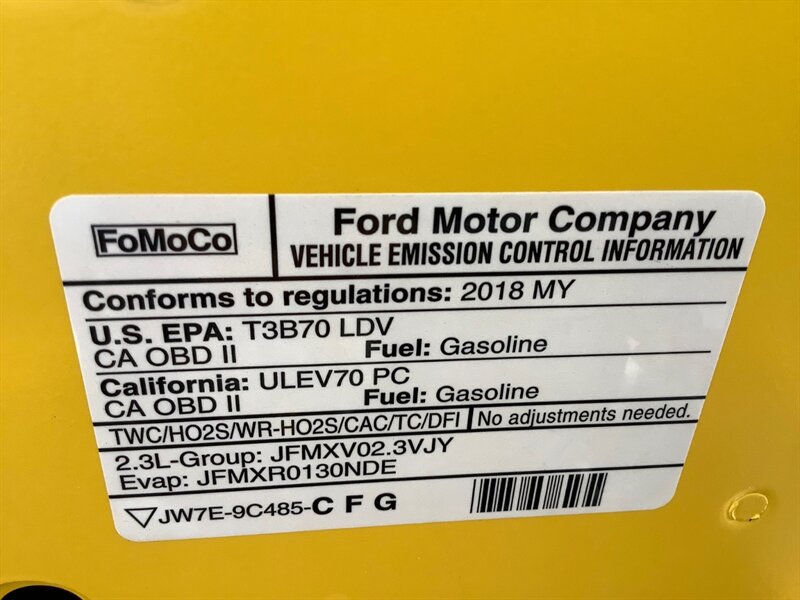 FoMoCo
Ford Motor Company
VEHICLE EMISSION CONTROL INFORMATION
Conforms to regulations: 2018 MY
U.S. EPA: T3B70 LDV
CA OBD II Fuel: Gasoline
California: ULEV70 PC
CA OBD II Fuel: Gasoline
TWC/HO2S/WR-HO2S/CAC/TC/DFI No adjustments needed.
2.3L-Group: JFMXV02.3VJY
Evap: JFMXR0130NDE
JW7E-9C485-C F G